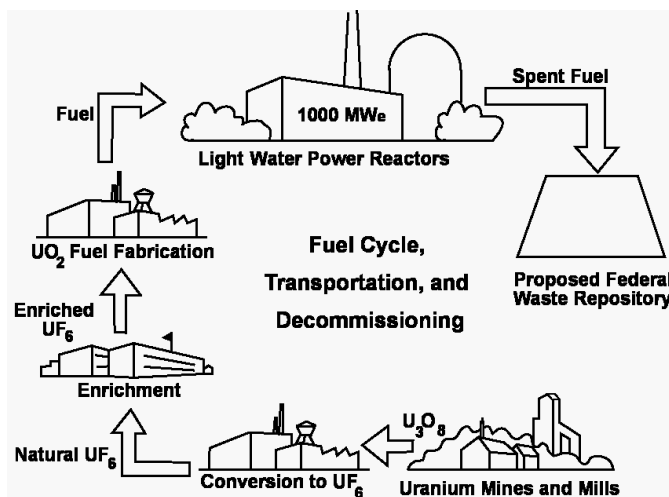 Spent Fuel
Fuel
1000 MWe
Light Water Power Reactors
UO₂ Fuel Fabrication
Fuel Cycle,
Transportation, and
Decommissioning
Proposed Federal
Waste Repository
Enriched
UF₆
Enrichment
U₃O₈
Natural UF₆
Conversion to UF₆
Uranium Mines and Mills